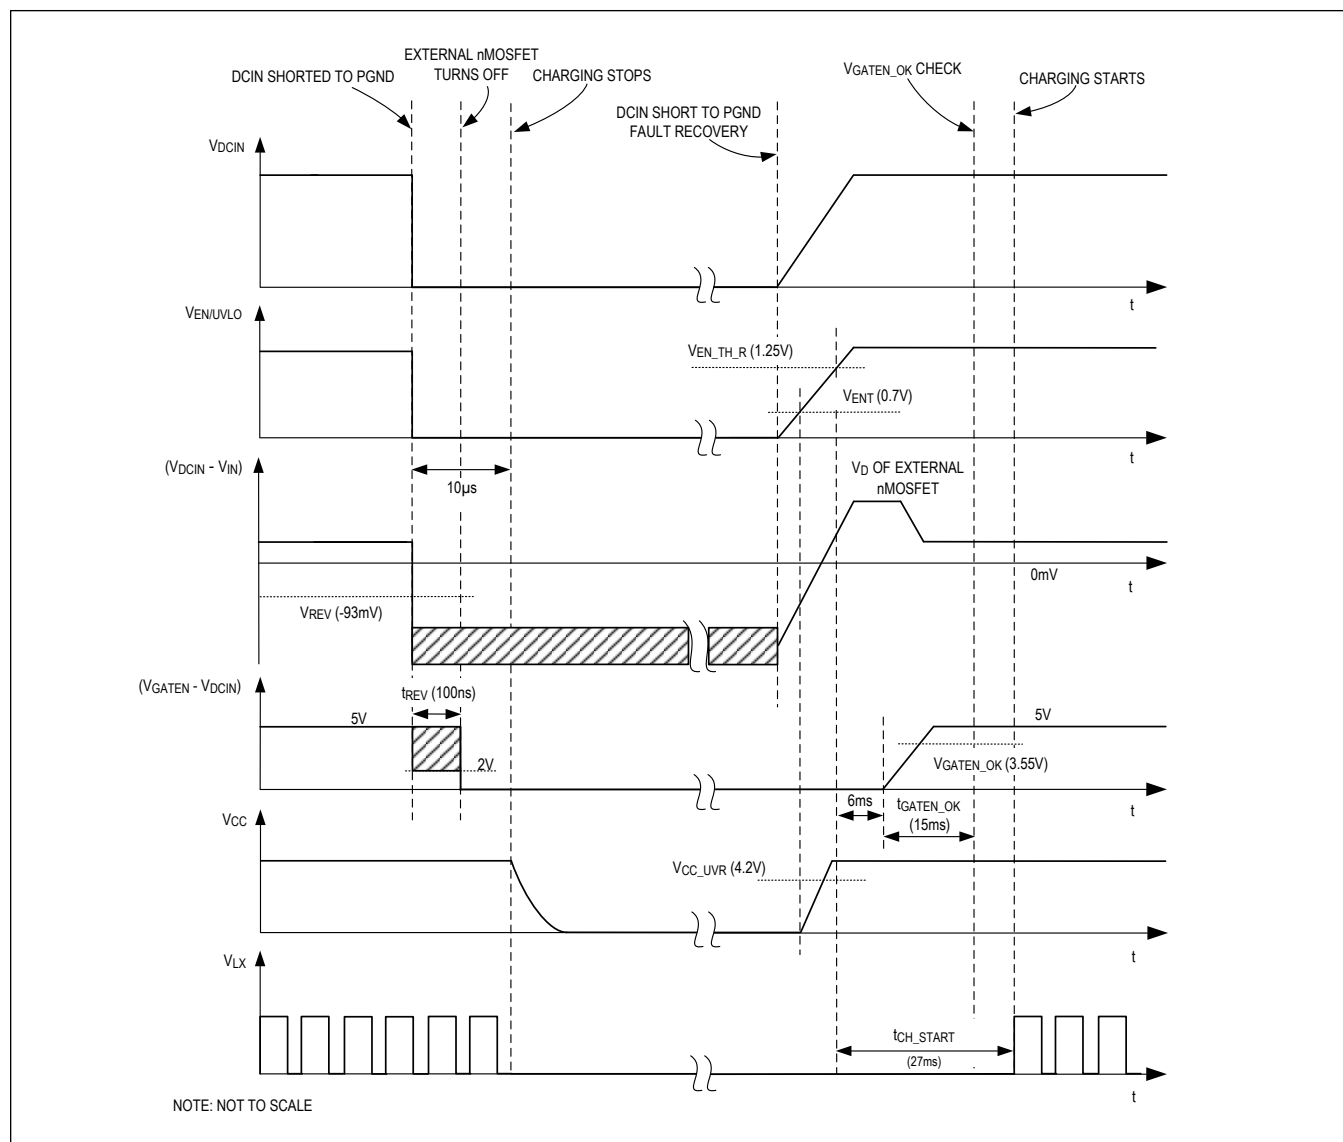 EXTERNAL nMOSFET
TURNS OFF
DCIN SHORTED TO PGND
CHARGING STOPS
VGATEN_OK CHECK
CHARGING STARTS
DCIN SHORT TO PGND
FAULT RECOVERY
VDCIN
t
VEN/UVLO
VEN_TH_R (1.25V)
VENT (0.7V)
t
(VDCIN - VIN)
10µs
VD OF EXTERNAL
nMOSFET
0mV
t
VREV (-93mV)
(VGATEN - VDCIN)
tREV (100ns)
5V
5V
2V
VGATEN_OK (3.55V)
6ms
tGATEN_OK
(15ms)
t
VCC
VCC_UVR (4.2V)
t
VLX
tCH_START
(27ms)
t
NOTE: NOT TO SCALE